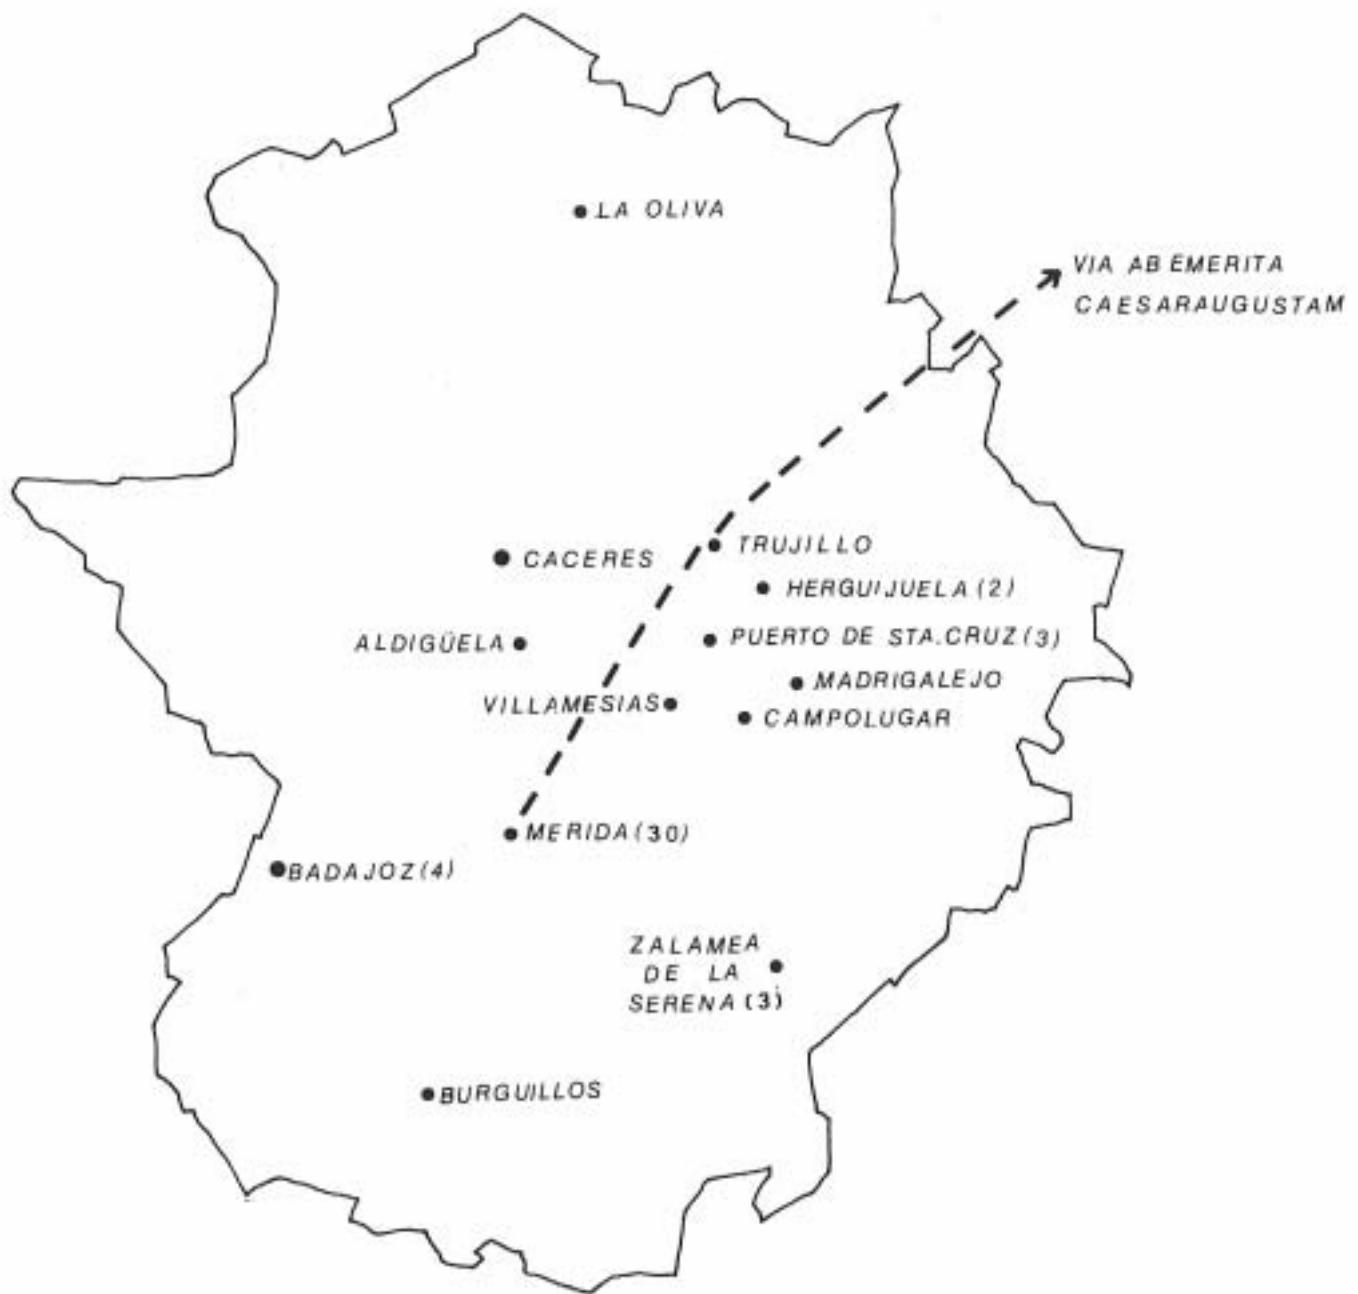 LA OLIVA
VIA AB EMERITA
CAESARAUGUSTAM
TRUJILLO
CACERES
HERGUIJUELA (2)
PUERTO DE STA. CRUZ (3)
ALDIGÜELA
MADRIGALEJO
VILLAMESIAS
CAMPOLUGAR
MERIDA (30)
BADAJOZ (4)
ZALAMEA
DE LA
SERENA (3)
BURGUILLOS